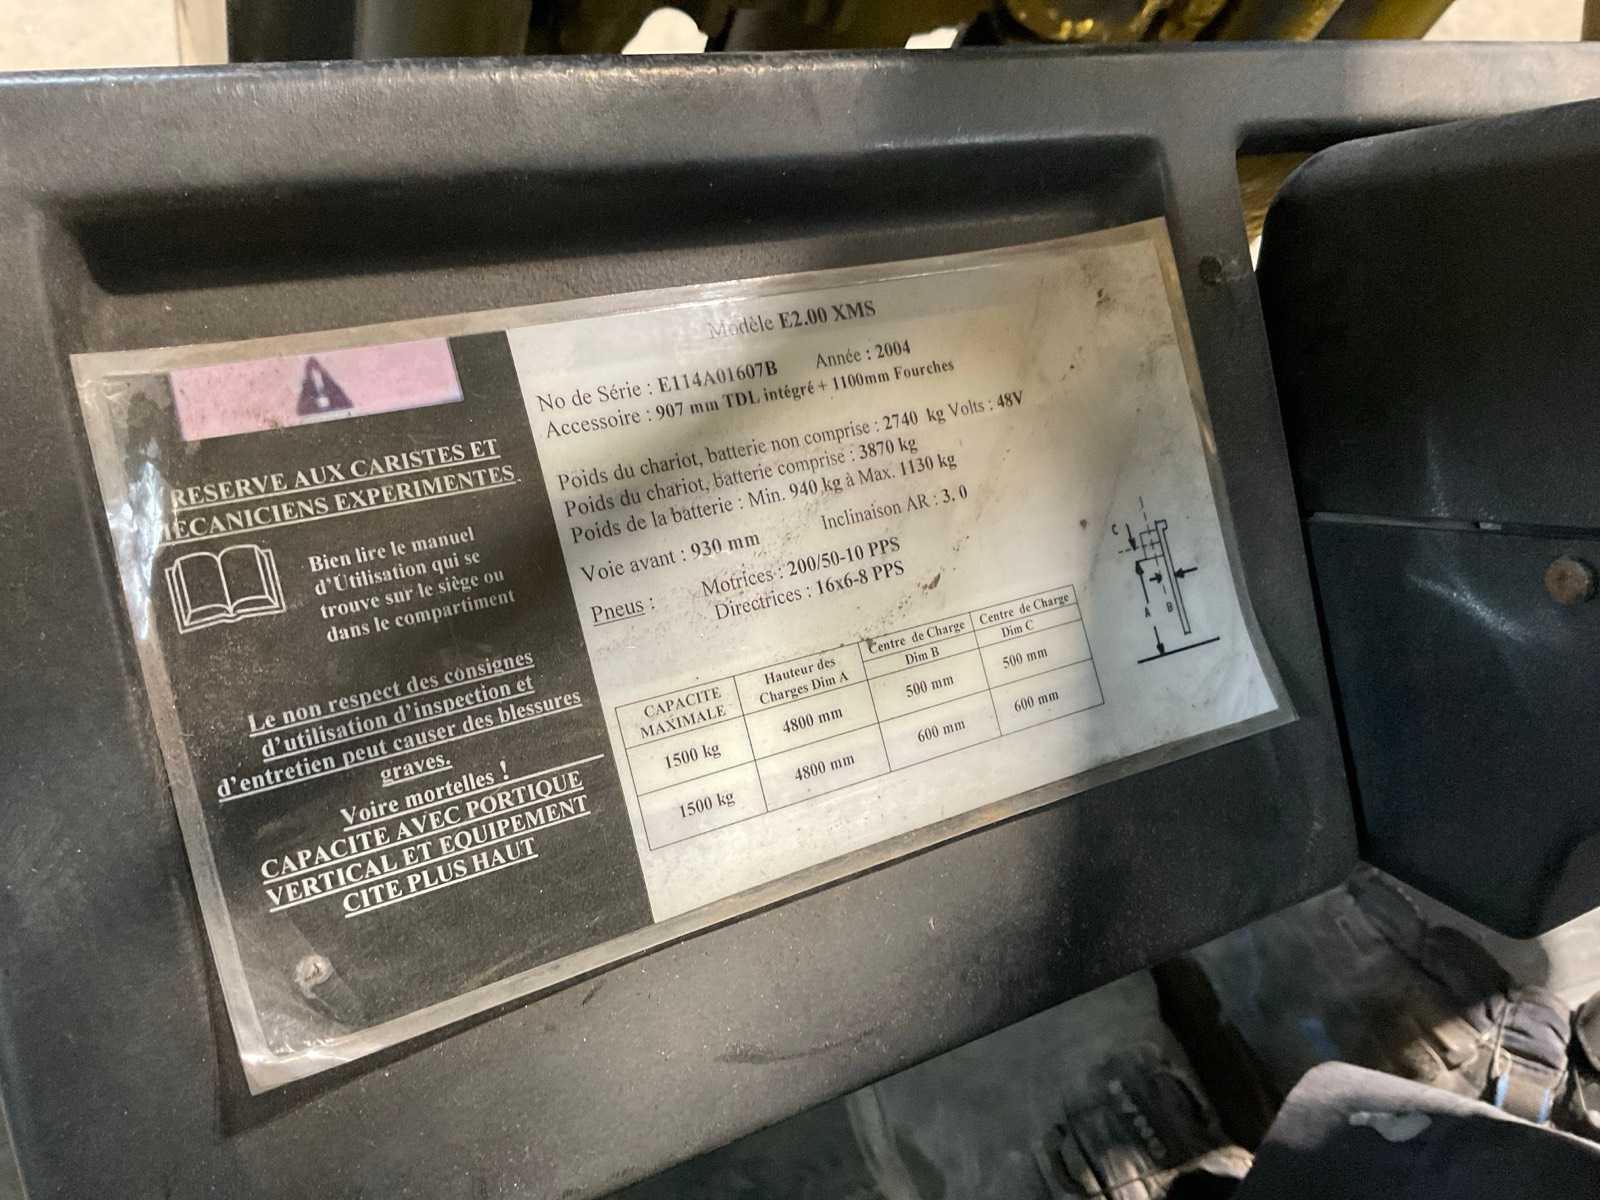 RESERVE AUX CARISTES ET
MECANICIENS EXPERIMENTES
Bien lire le manuel
d'Utilisation qui se
trouve sur le siège ou
dans le compartiment
Le non respect des consignes
d'utilisation d'inspection et
d'entretien peut causer des blessures
graves.
Voire mortelles !
CAPACITE AVEC PORTIQUE
VERTICAL ET EQUIPEMENT
CITE PLUS HAUT
Modèle E2.00 XMS
No de Série : E114A01607B Année : 2004
Accessoire : 907 mm TDL intégré + 1100mm Fourches
Poids du chariot, batterie non comprise : 2740 kg Volts : 48V
Poids du chariot, batterie comprise : 3870 kg
Poids de la batterie : Min. 940 kg à Max. 1130 kg
Voie avant : 930 mm Inclinaison AR : 3. 0
Pneus : Motrices : 200/50-10 PPS
Directrices : 16x6-8 PPS
CAPACITE MAXIMALE Hauteur des Charges Dim A Centre de Charge Dim B Centre de Charge Dim C
1500 kg 4800 mm 500 mm 500 mm
1500 kg 4800 mm 600 mm 600 mm
C
A B